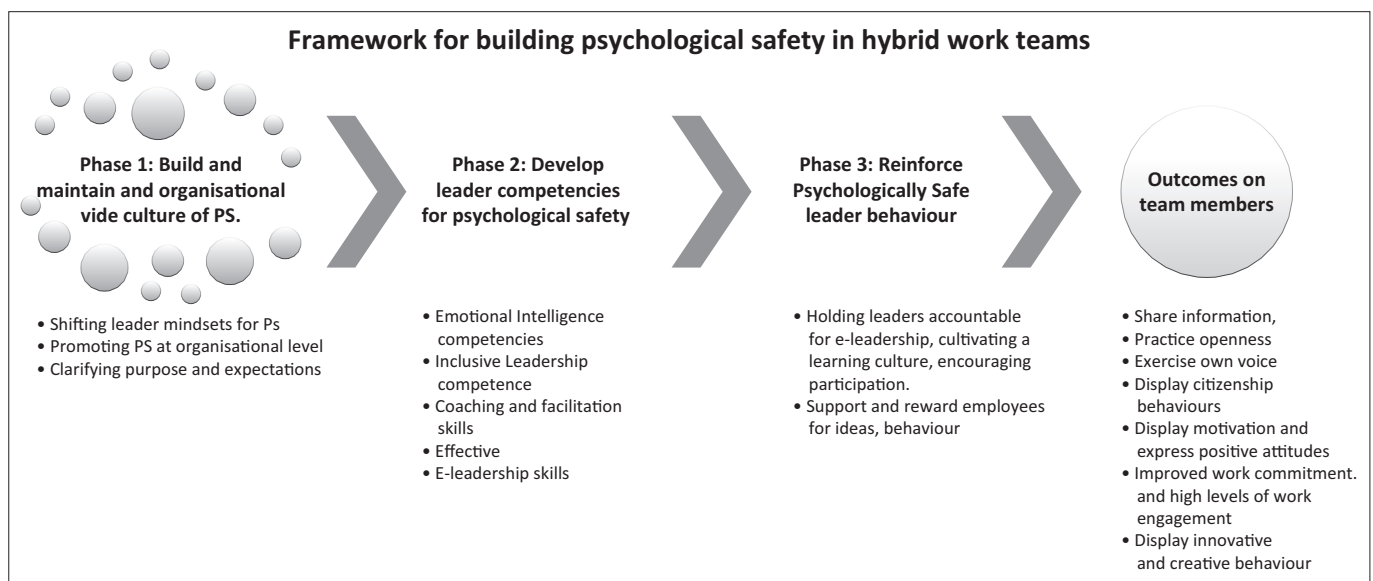 Framework for building psychological safety in hybrid work teams
Phase 1: Build and
maintain and organisational
vide culture of PS.
• Shifting leader mindsets for Ps
• Promoting PS at organisational level
• Clarifying purpose and expectations
Phase 2: Develop
leader competencies
for psychological safety
• Emotional Intelligence
competencies
• Inclusive Leadership
competence
• Coaching and facilitation
skills
• Effective
• E-leadership skills
Phase 3: Reinforce
Psychologically Safe
leader behaviour
• Holding leaders accountable
for e-leadership, cultivating a
learning culture, encouraging
participation.
• Support and reward employees
for ideas, behaviour
Outcomes on
team members
• Share information,
• Practice openness
• Exercise own voice
• Display citizenship
behaviours
• Display motivation and
express positive attitudes
• Improved work commitment.
and high levels of work
engagement
• Display innovative
and creative behaviour